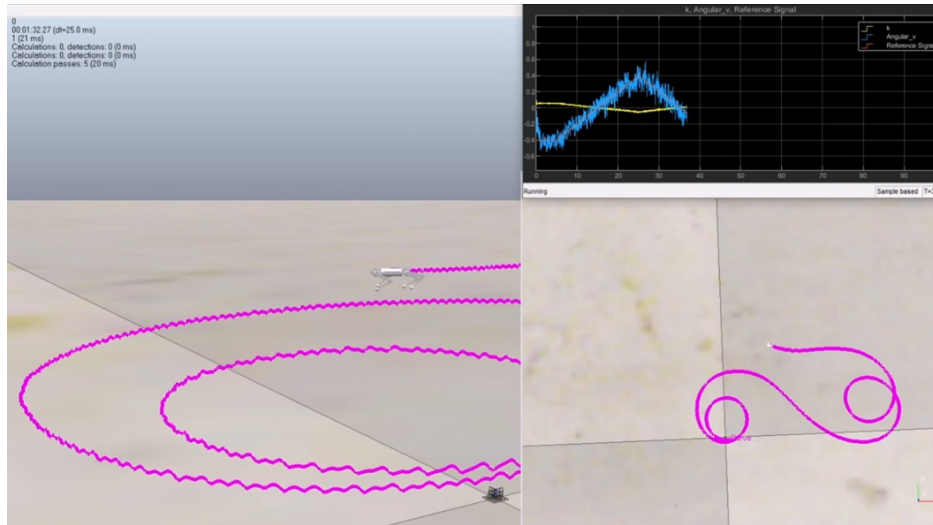 0
00:01:32.27 (dt=25.0 ms)
1 (21 ms)
Calculations: 0, detections: 0 (0 ms)
Calculations: 0, detections: 0 (0 ms)
Calculation passes: 5 (20 ms)
k, Angular_v, Reference Signal
k
Angular_v
Reference Signa
1
0.8
0.4
0.2
0
-0.2
-0.4
-0.6
0 10 20 30 40 50 60 70 80 90
Running
Sample based